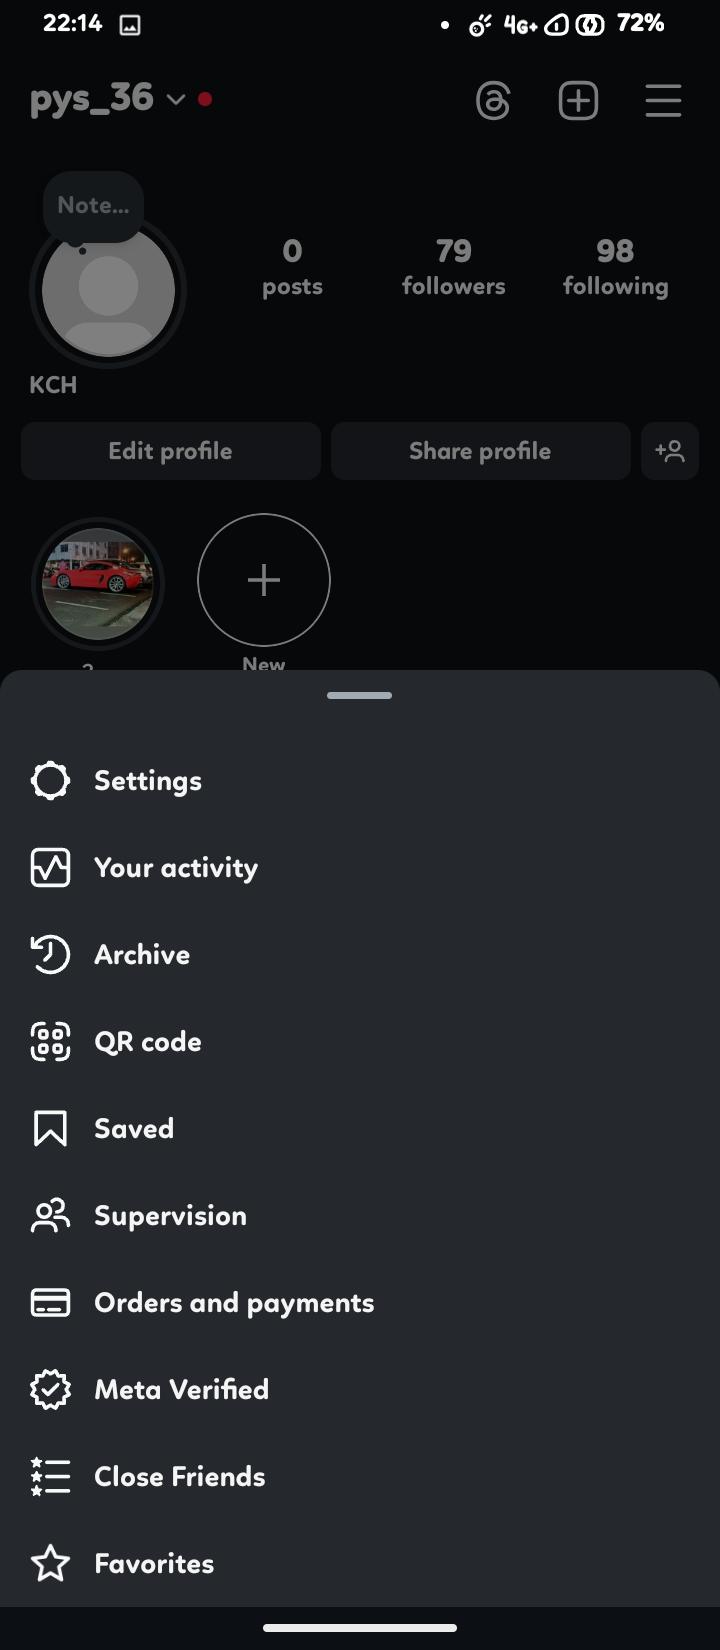 22:14 4G+ 72%
pys_36
Note...
0 79 98
posts followers following
KCH
Edit profile Share profile
New
Settings
Your activity
Archive
QR code
Saved
Supervision
Orders and payments
Meta Verified
Close Friends
Favorites